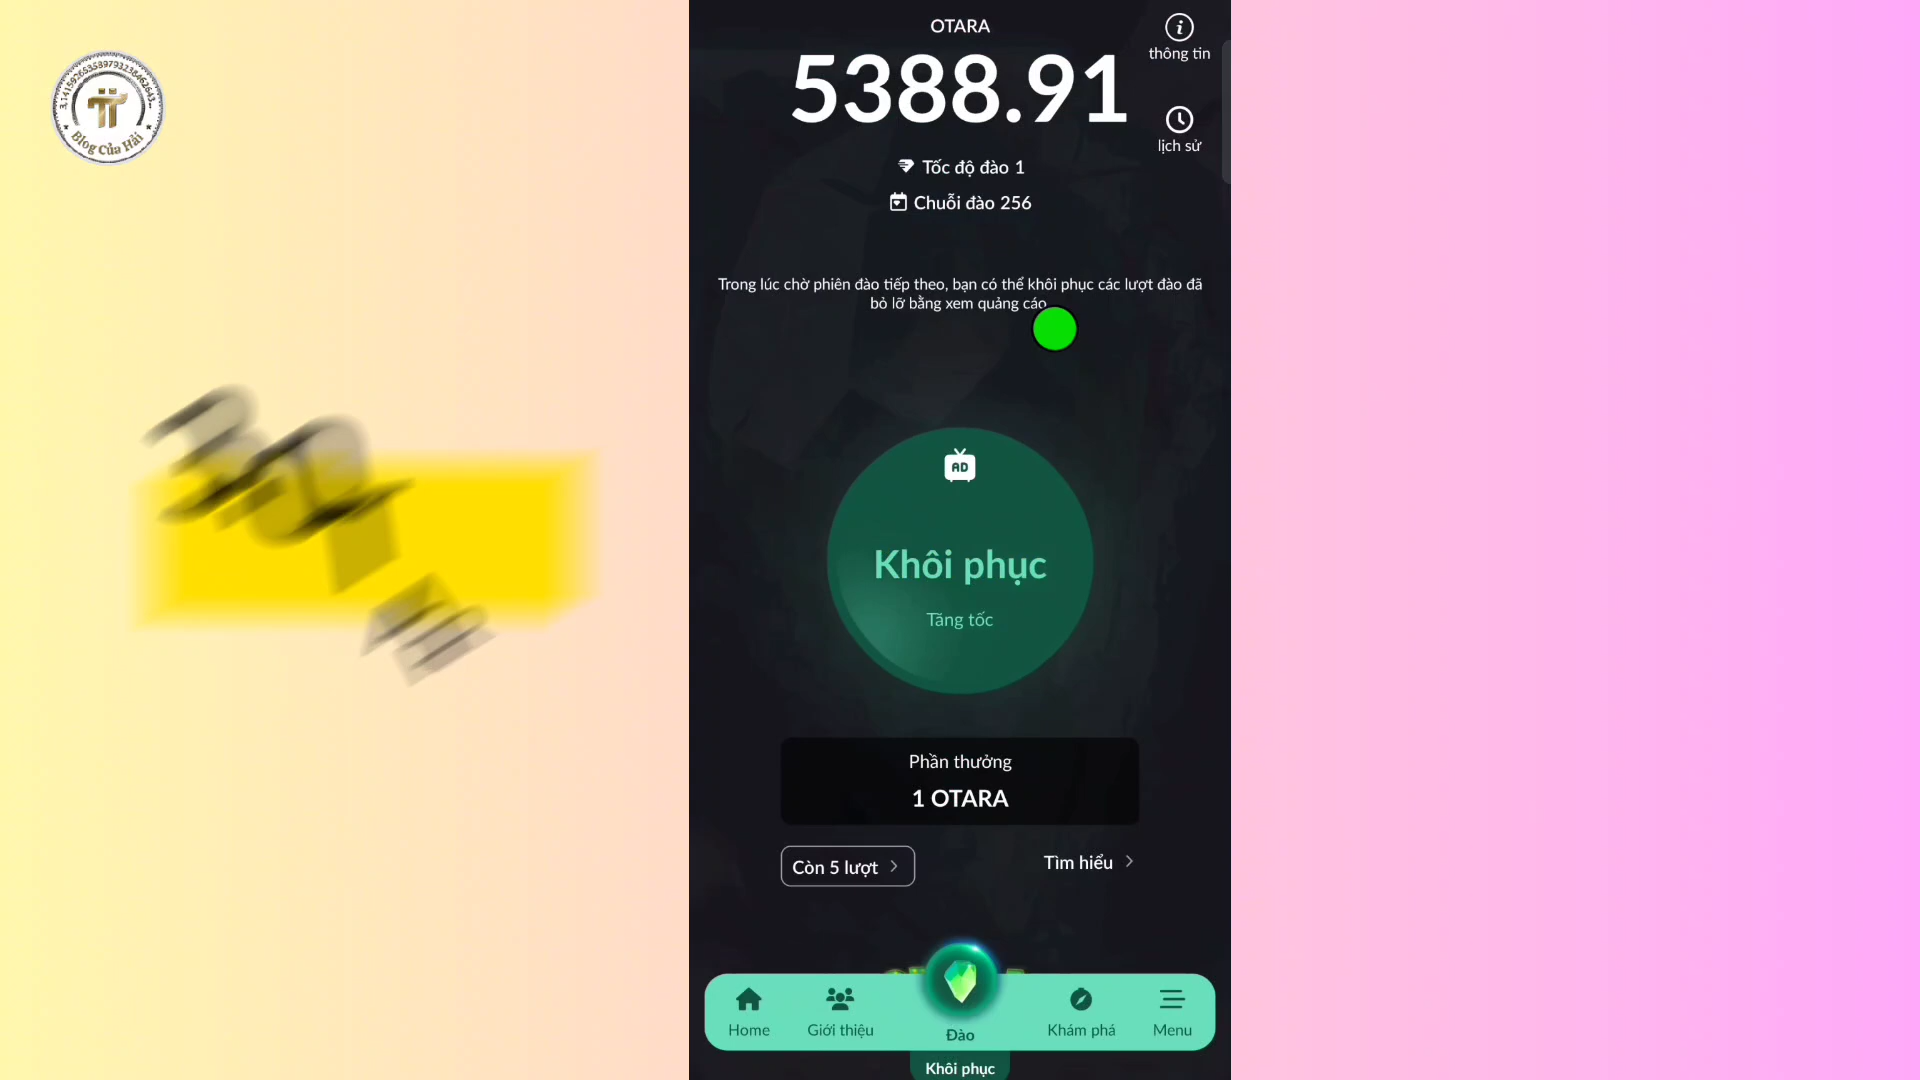 3.141592653589793238462643...
Blog Của Hải
OTARA
5388.91
thông tin
lịch sử
Tốc độ đào 1
Chuỗi đào 256
Trong lúc chờ phiên đào tiếp theo, bạn có thể khôi phục các lượt đào đã
bỏ lỡ bằng xem quảng cáo
AD
Khôi phục
Tăng tốc
Phần thưởng
1 OTARA
Còn 5 lượt
Tìm hiểu
Home
Giới thiệu
Đào
Khám phá
Menu
Khôi phục